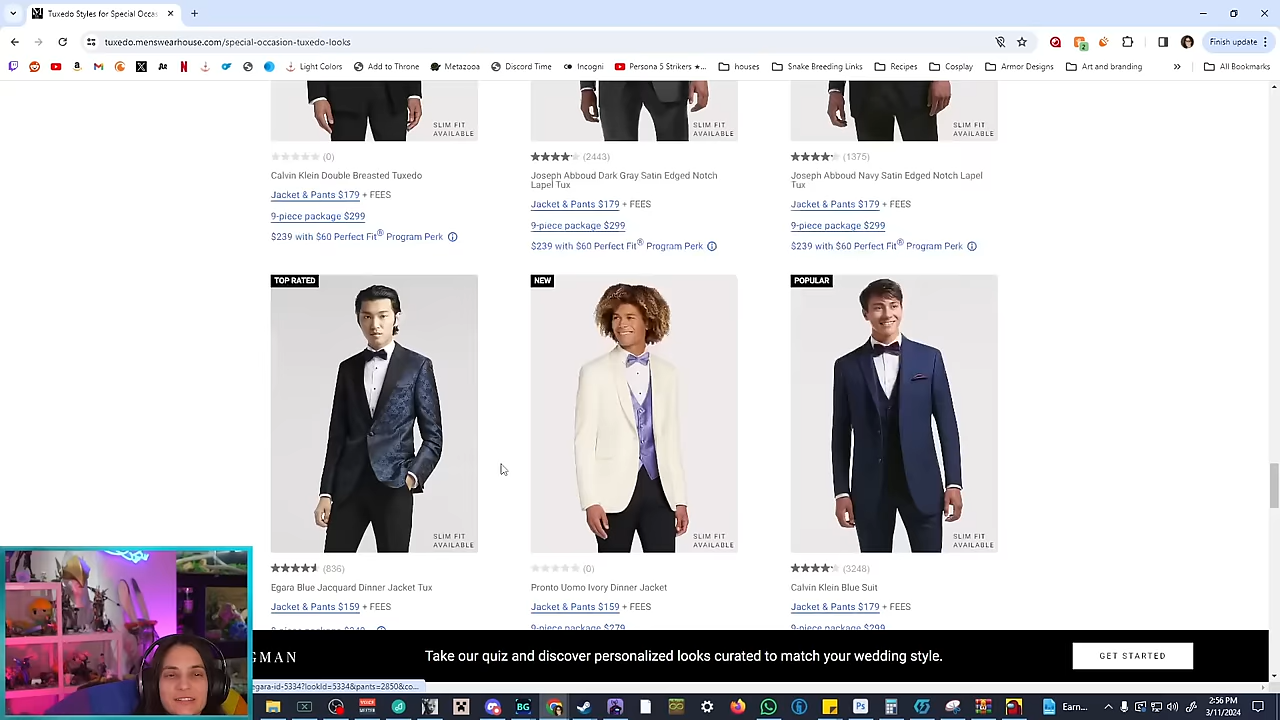 Tuxedo Styles for Special Occas
tuxedo.menswearhouse.com/special-occasion-tuxedo-looks
Finish update
Light Colors
Add to Throne
Metazooa
Discord Time
Incogni
Persona 5 Strikers ★...
houses
Snake Breeding Links
Recipes
Cosplay
Armor Designs
Art and branding
»
All Bookmarks
SLIM FIT
AVAILABLE
SLIM FIT
AVAILABLE
SLIM FIT
AVAILABLE
(0)
Calvin Klein Double Breasted Tuxedo
Jacket & Pants $179 + FEES
9-piece package $299
$239 with $60 Perfect Fit® Program Perk
(2443)
Joseph Abboud Dark Gray Satin Edged Notch
Lapel Tux
Jacket & Pants $179 + FEES
9-piece package $299
$239 with $60 Perfect Fit® Program Perk
(1375)
Joseph Abboud Navy Satin Edged Notch Lapel
Tux
Jacket & Pants $179 + FEES
9-piece package $299
$239 with $60 Perfect Fit® Program Perk
TOP RATED
SLIM FIT
AVAILABLE
(836)
Egara Blue Jacquard Dinner Jacket Tux
Jacket & Pants $159 + FEES
NEW
SLIM FIT
AVAILABLE
(0)
Pronto Uomo Ivory Dinner Jacket
Jacket & Pants $159 + FEES
9-piece package $279
POPULAR
SLIM FIT
AVAILABLE
(3248)
Calvin Klein Blue Suit
Jacket & Pants $179 + FEES
9-piece package $299
GMAN
Take our quiz and discover personalized looks curated to match your wedding style.
GET STARTED
egara-id-5334?lookId=5334&pants=2850&co...
Earn...
2:56 PM
3/11/2024